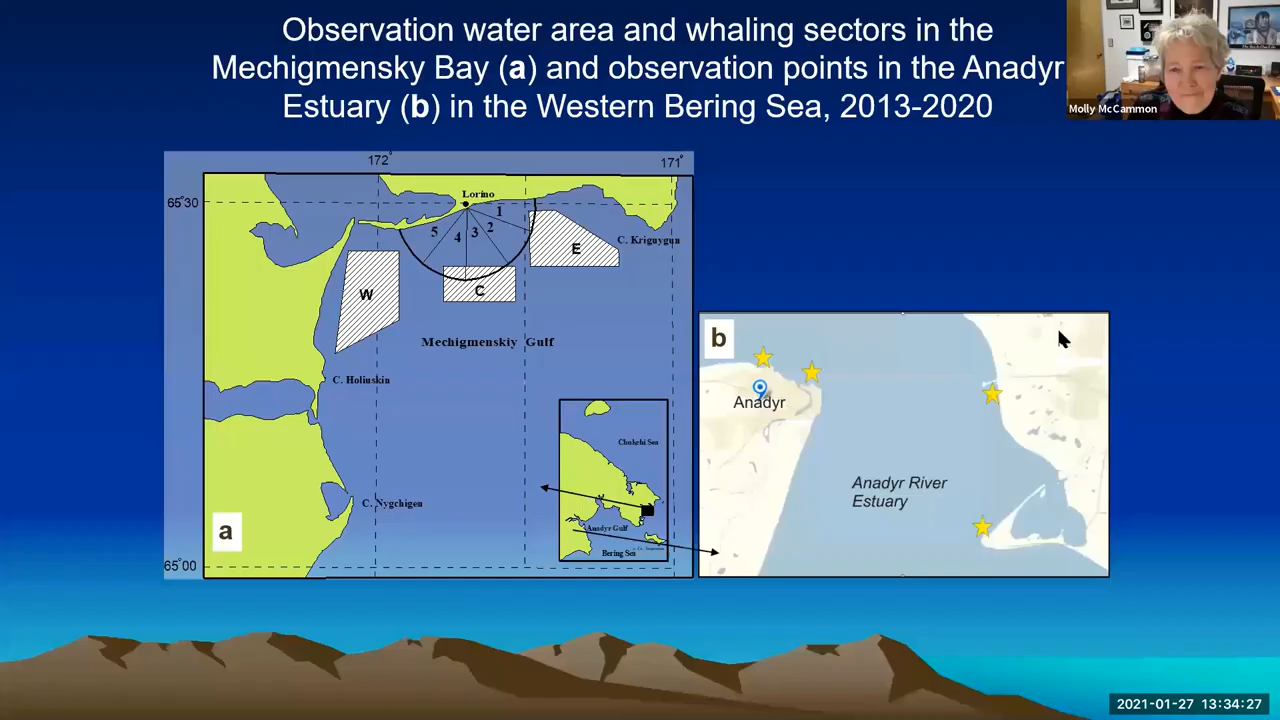 Observation water area and whaling sectors in the
Mechigmensky Bay (a) and observation points in the Anadyr
Estuary (b) in the Western Bering Sea, 2013-2020
Molly McCammon
172° 171°
65°30
Lorino
1
5 4 3 2
C. Kriguygun
E
W
C
Mechigmenskiy Gulf
C. Holiuskin
C. Nygchigen
a
65°00
Chukchi Sea
Anadyr Gulf
Bering Sea
b
Anadyr
Anadyr River
Estuary
2021-01-27 13:34:27